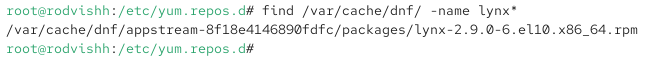 root@rodvishh:/etc/yum.repos.d# find /var/cache/dnf/ -name lynx*
/var/cache/dnf/appstream-8f18e4146890fdfc/packages/lynx-2.9.0-6.el10.x86_64.rpm
root@rodvishh:/etc/yum.repos.d#